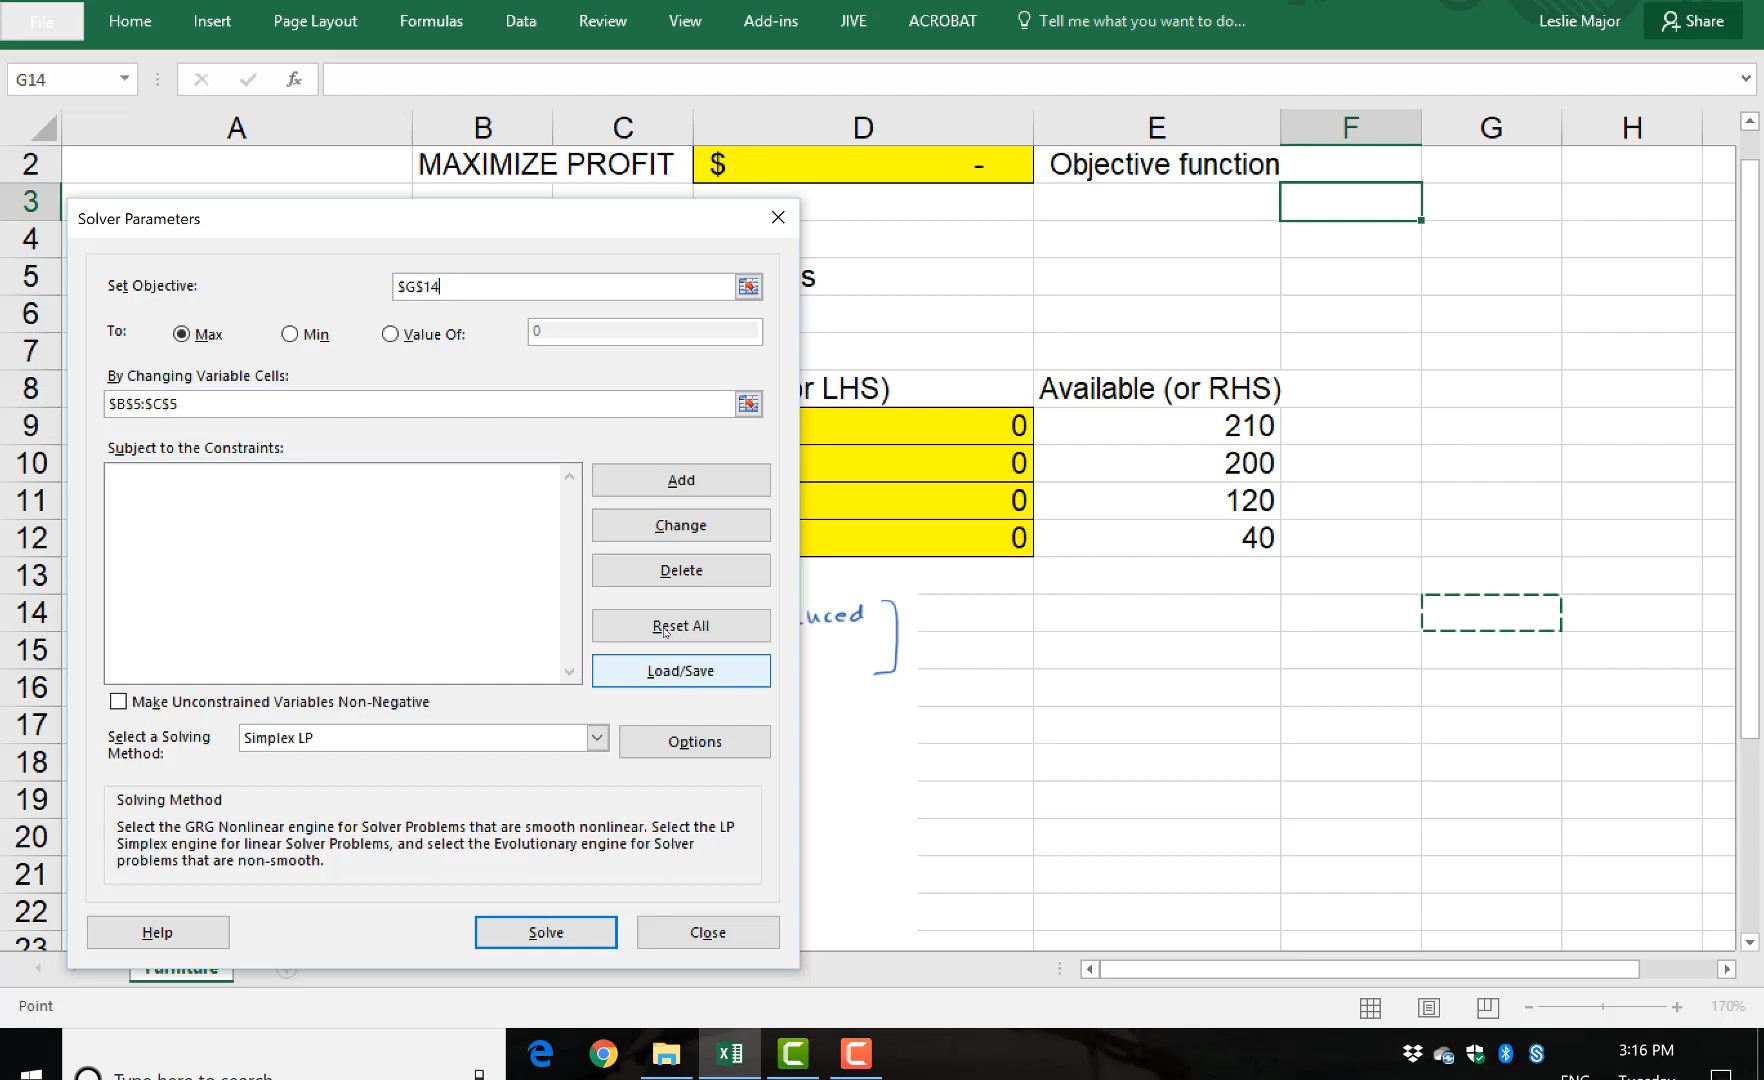 File Home Insert Page Layout Formulas Data Review View Add-ins JIVE ACROBAT Tell me what you want to do... Leslie Major Share
G14 fx
A B C D E F G H
2 MAXIMIZE PROFIT $ - Objective function
3
Solver Parameters
4
5 s
Set Objective: $G$14
6
To: Max Min Value Of: 0
7
By Changing Variable Cells:
8 or LHS) Available (or RHS)
$B$5:$C$5
9 0 210
Subject to the Constraints:
10 0 200
Add
11 0 120
Change
12 0 40
Delete
13
14 uced
Reset All
15
Load/Save
16
Make Unconstrained Variables Non-Negative
17
Select a Solving Method: Simplex LP Options
18
19
Solving Method
Select the GRG Nonlinear engine for Solver Problems that are smooth nonlinear. Select the LP
20
Simplex engine for linear Solver Problems, and select the Evolutionary engine for Solver
problems that are non-smooth.
21
22
Help Solve Close
23
Furniture
Point 170%
Type here to search 3:16 PM
ENG Tuesday